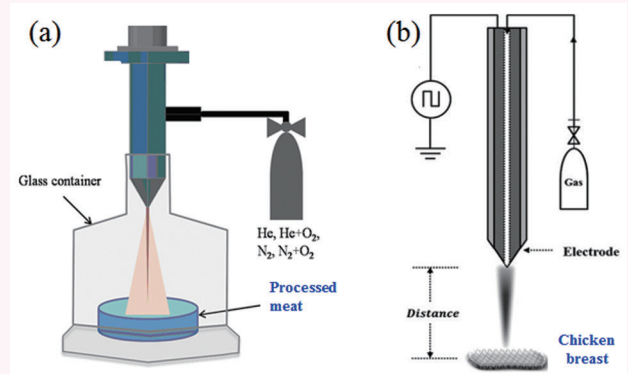 (a)
Glass container
He, He+O₂,
N₂, N₂+O₂
Processed
meat
(b)
Gas
Electrode
Distance
Chicken
breast